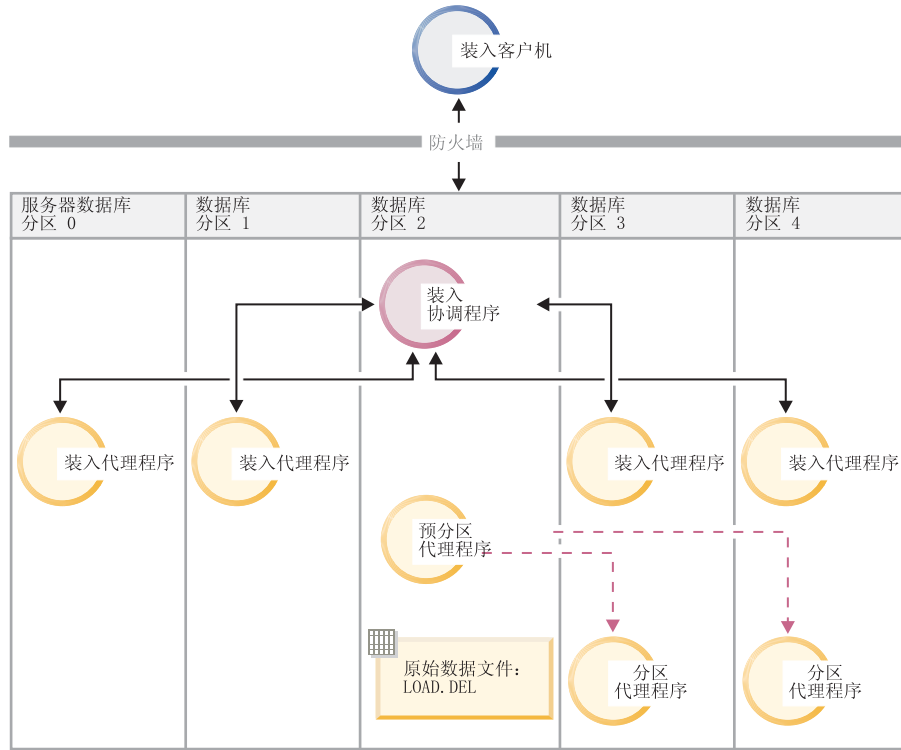 装入客户机
防火墙
服务器数据库
分区 0
数据库
分区 1
数据库
分区 2
数据库
分区 3
数据库
分区 4
装入
协调程序
装入代理程序
装入代理程序
装入代理程序
装入代理程序
预分区
代理程序
原始数据文件：
LOAD.DEL
分区
代理程序
分区
代理程序